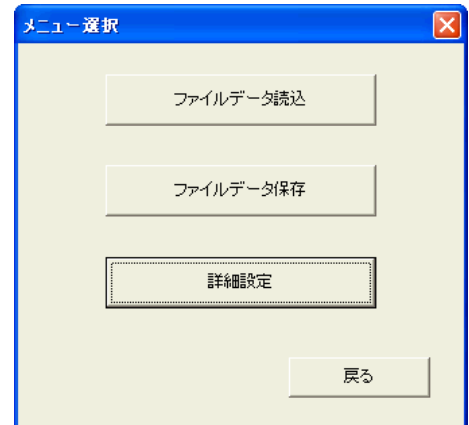 メニュー選択
ファイルデータ読込
ファイルデータ保存
詳細設定
戻る